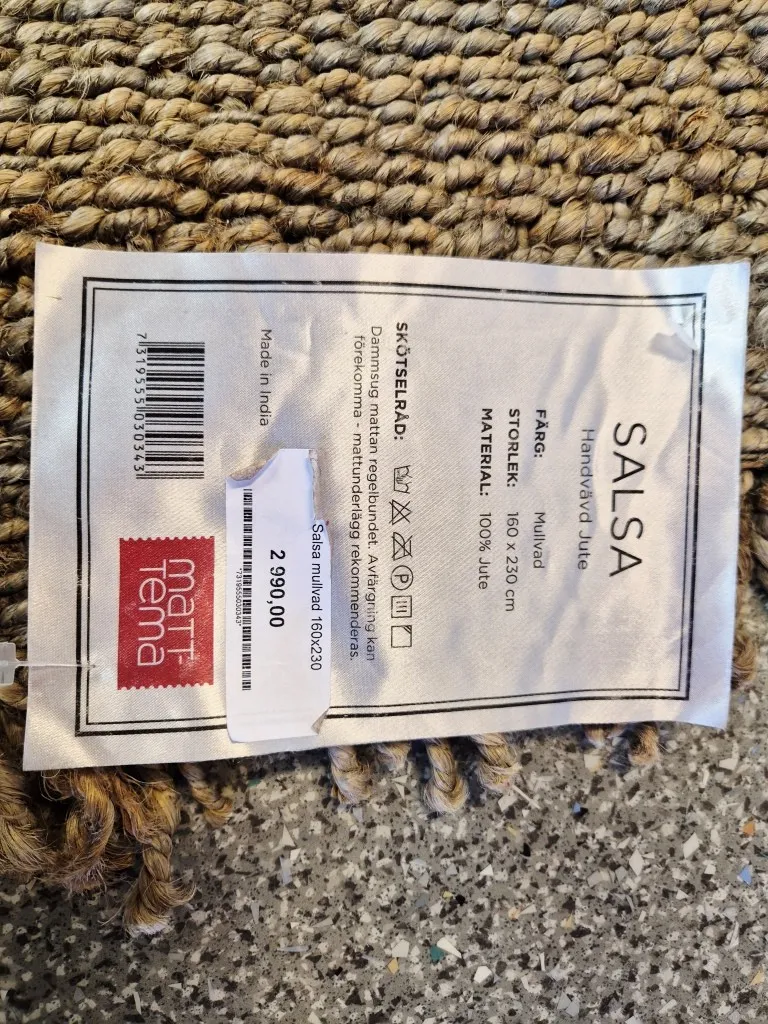 SALSA
Handvävd Jute
FÄRG: Mullvad
STORLEK: 160 x 230 cm
MATERIAL: 100% Jute
SKÖTSELRÅD:
Dammsug mattan regelbundet. Avfärgning kan
förekomma - mattunderlägg rekommenderas.
Made in India
Salsa mullvad 160x230
2 990,00
*7319555030343*
7319555030343
matt
Tema